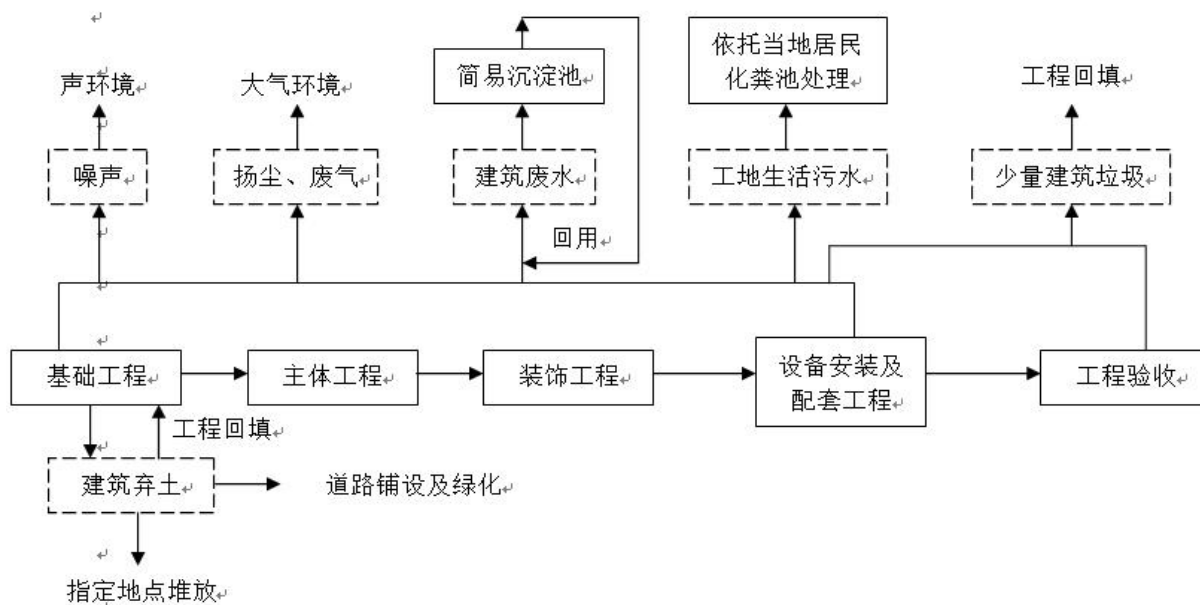 依托当地居民
化粪池处理
简易沉淀池
声环境
大气环境
工程回填
噪声
扬尘、废气
建筑废水
工地生活污水
少量建筑垃圾
回用
基础工程
主体工程
装饰工程
设备安装及
配套工程
工程验收
工程回填
建筑弃土
道路铺设及绿化
指定地点堆放